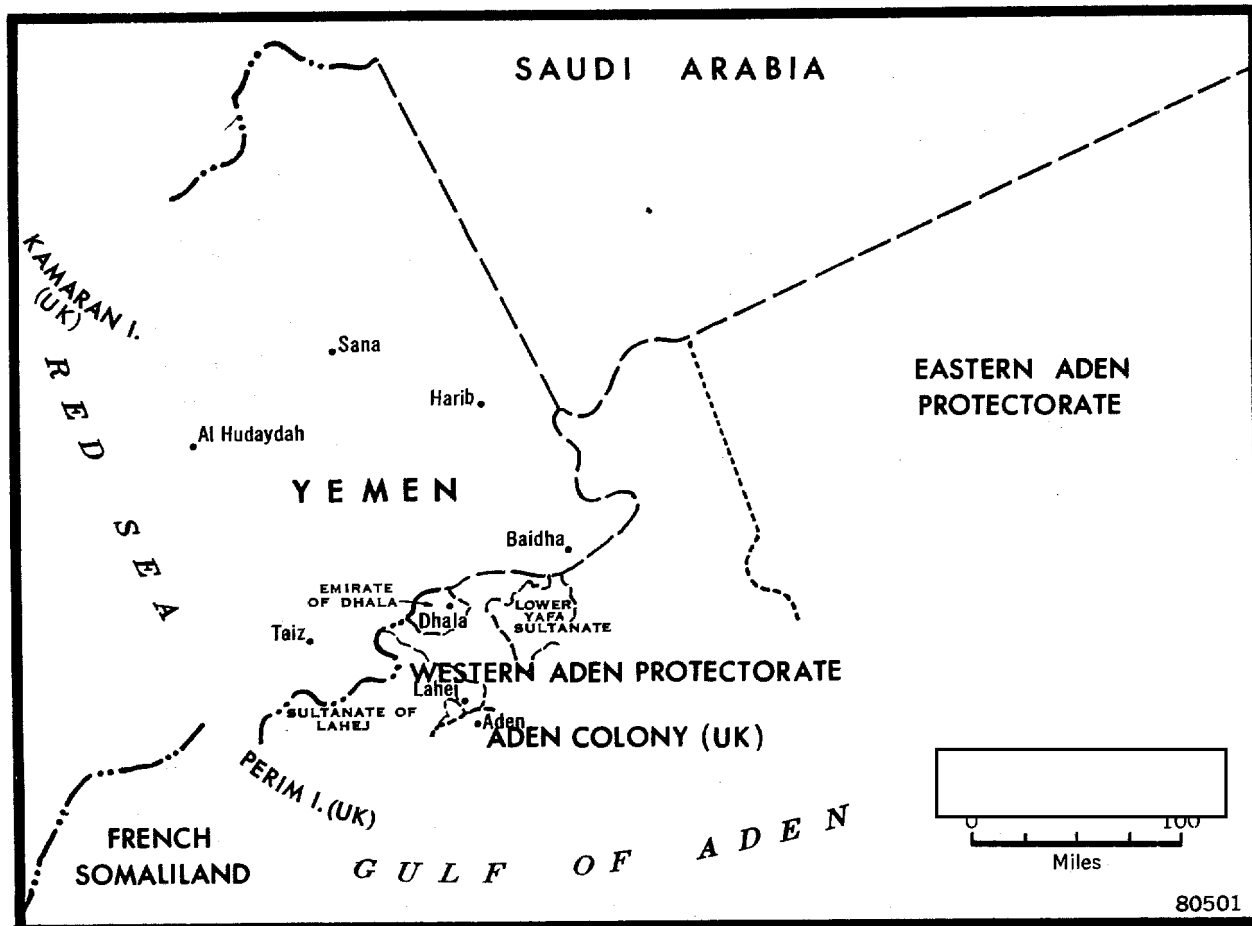 SAUDI ARABIA
KAMARAN I.
(UK)
RED SEA
Sana
Harib
Al Hudaydah
EASTERN ADEN
PROTECTORATE
YEMEN
Baidha
EMIRATE
OF DHALA
Dhala
LOWER
YAFA
SULTANATE
Taiz
WESTERN ADEN PROTECTORATE
Lahej
SULTANATE OF
LAHEJ
Aden
ADEN COLONY (UK)
PERIM I. (UK)
FRENCH
SOMALILAND
GULF OF ADEN
0 100
Miles
80501